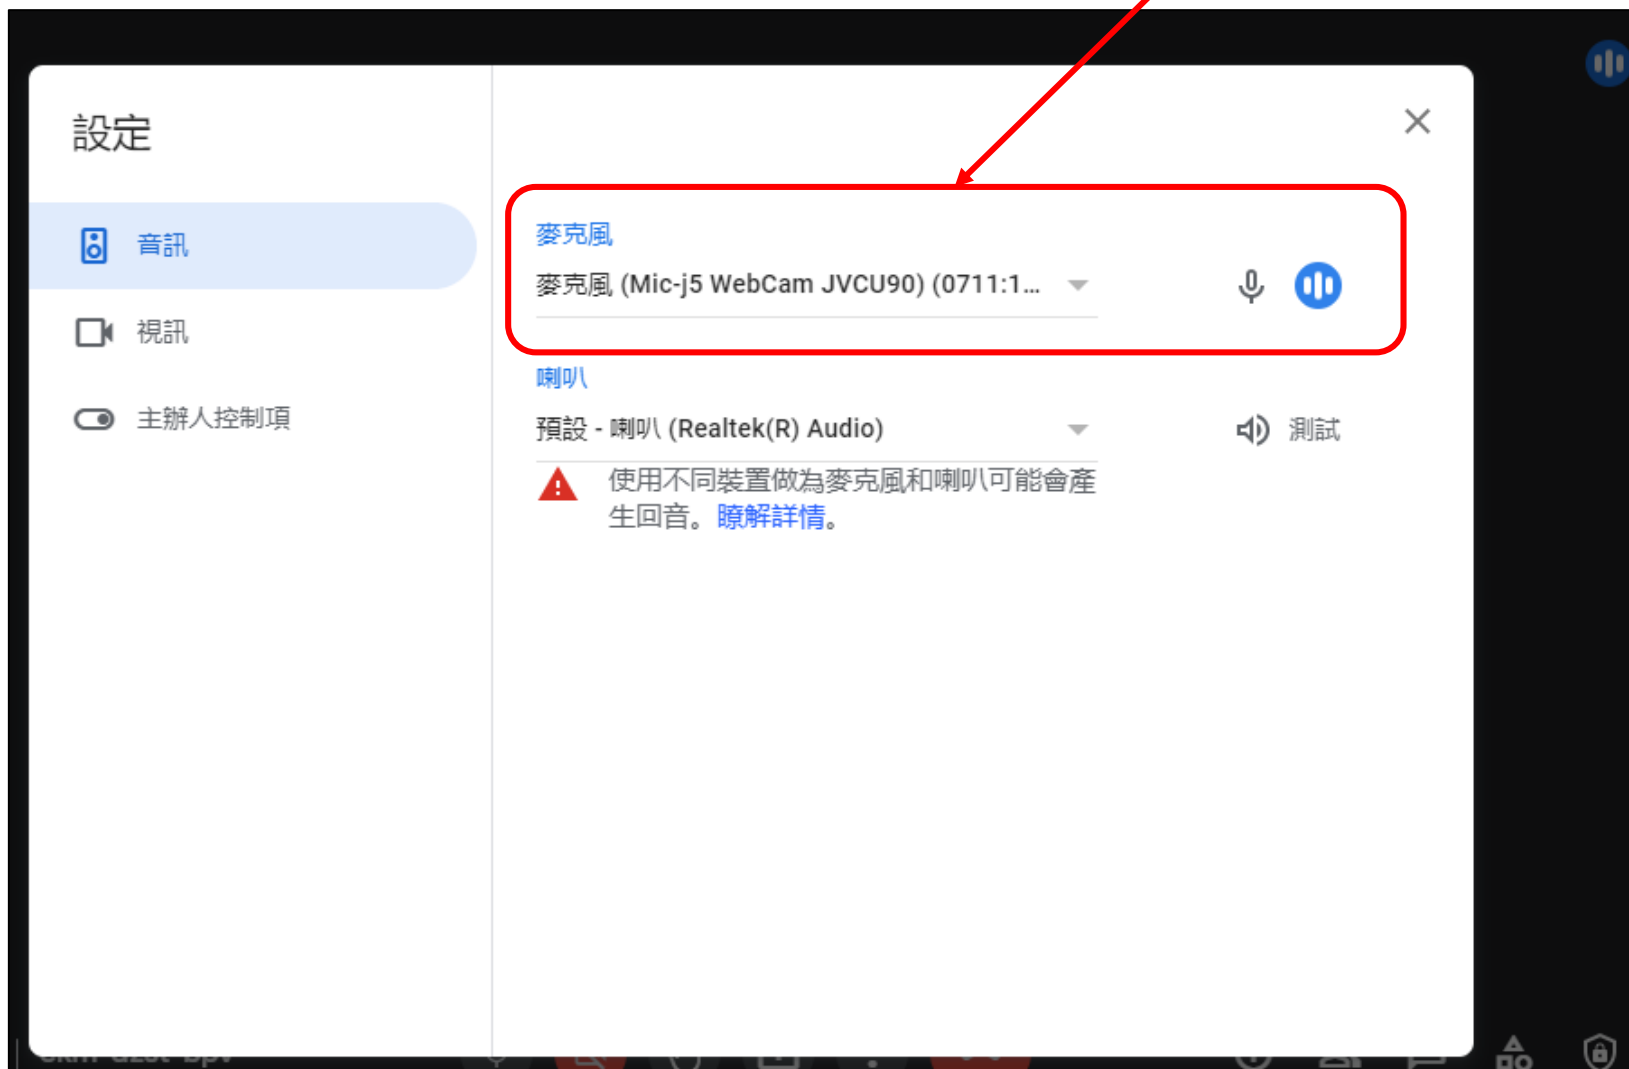 設定
音訊
視訊
主辦人控制項
麥克風
麥克風 (Mic-j5 WebCam JVCU90) (0711:1...
喇叭
預設 - 喇叭 (Realtek(R) Audio)
測試
使用不同裝置做為麥克風和喇叭可能會產
生回音。瞭解詳情。